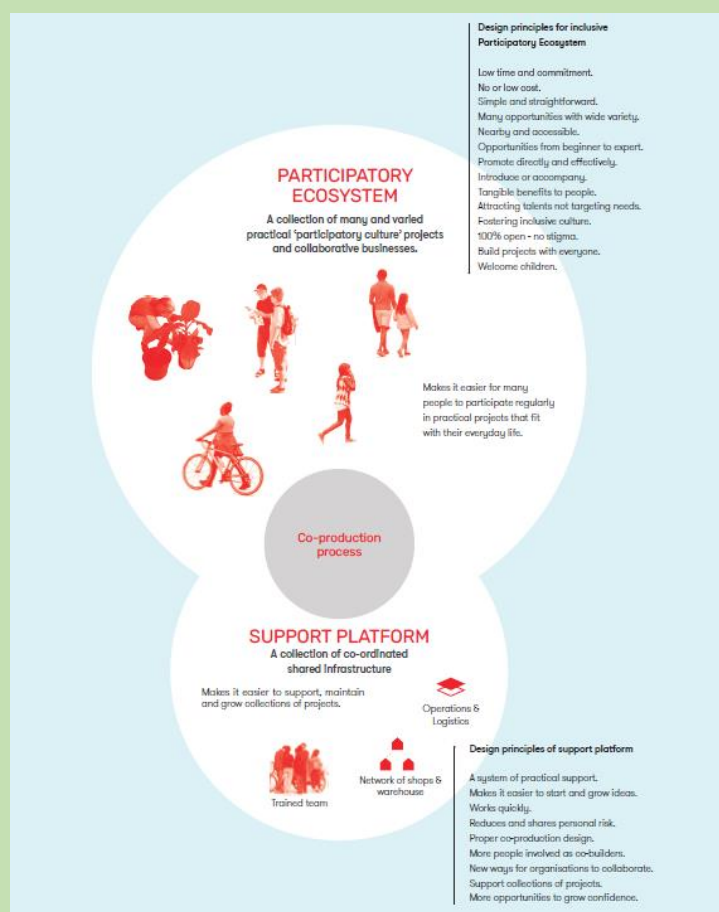 Design principles for inclusive
Participatory Ecosystem
Low time and commitment.
No or low cost.
Simple and straightforward.
Many opportunities with wide variety.
Nearby and accessible.
Opportunities from beginner to expert.
Promote directly and effectively.
Introduce or accompany.
Tangible benefits to people.
Attracting talents not targeting needs.
Fostering inclusive culture.
100% open - no stigma.
Build projects with everyone.
Welcome children.
PARTICIPATORY
ECOSYSTEM
A collection of many and varied
practical 'participatory culture' projects
and collaborative businesses.
Makes it easier for many
people to participate regularly
in practical projects that fit
with their everyday life.
Co-production
process
SUPPORT PLATFORM
A collection of co-ordinated
shared infrastructure
Makes it easier to support, maintain
and grow collections of projects.
Operations &
Logistics
Network of shops &
warehouse
Trained team
Design principles of support platform
A system of practical support.
Makes it easier to start and grow ideas.
Works quickly.
Reduces and shares personal risk.
Proper co-production design.
More people involved as co-builders.
New ways for organisations to collaborate.
Support collections of projects.
More opportunities to grow confidence.